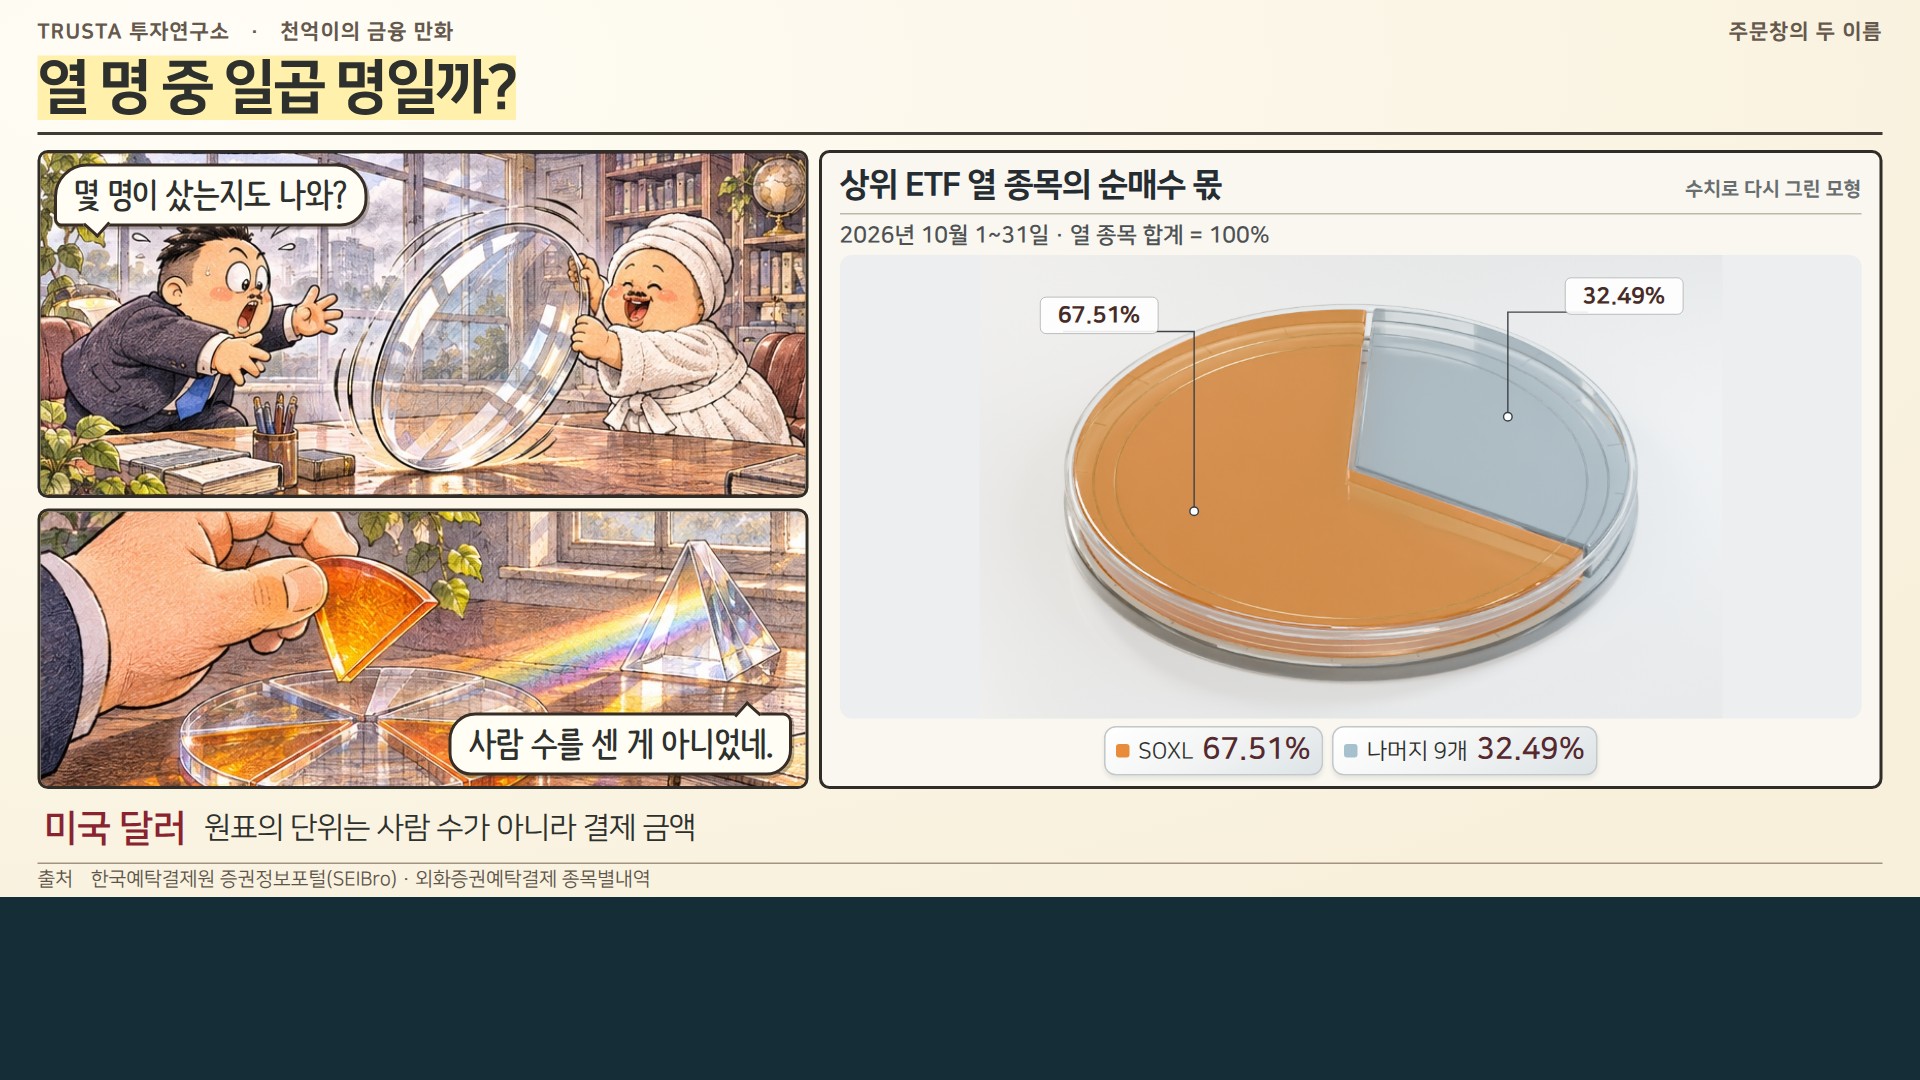 TRUSTA 투자연구소 · 천억이의 금융 만화
주문창의 두 이름
열 명 중 일곱 명일까?
몇 명이 샀는지도 나와?
사람 수를 센 게 아니었네.
상위 ETF 열 종목의 순매수 몫
수치로 다시 그린 모형
2026년 10월 1~31일 · 열 종목 합계 = 100%
67.51%
32.49%
SOXL 67.51%
나머지 9개 32.49%
미국 달러 원표의 단위는 사람 수가 아니라 결제 금액
출처 한국예탁결제원 증권정보포털(SEIBro) · 외화증권예탁결제 종목별내역